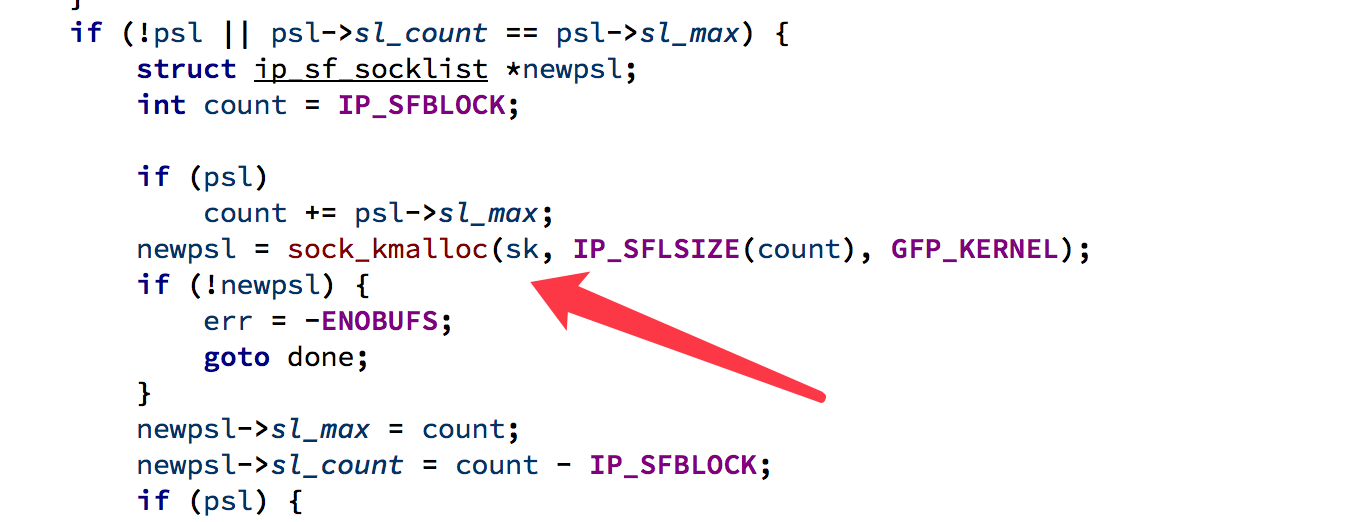 }
if (!psl || psl->sl_count == psl->sl_max) {
struct ip_sf_socklist *newpsl;
int count = IP_SFBLOCK;
if (psl)
count += psl->sl_max;
newpsl = sock_kmalloc(sk, IP_SFLSIZE(count), GFP_KERNEL);
if (!newpsl) {
err = -ENOBUFS;
goto done;
}
newpsl->sl_max = count;
newpsl->sl_count = count - IP_SFBLOCK;
if (psl) {